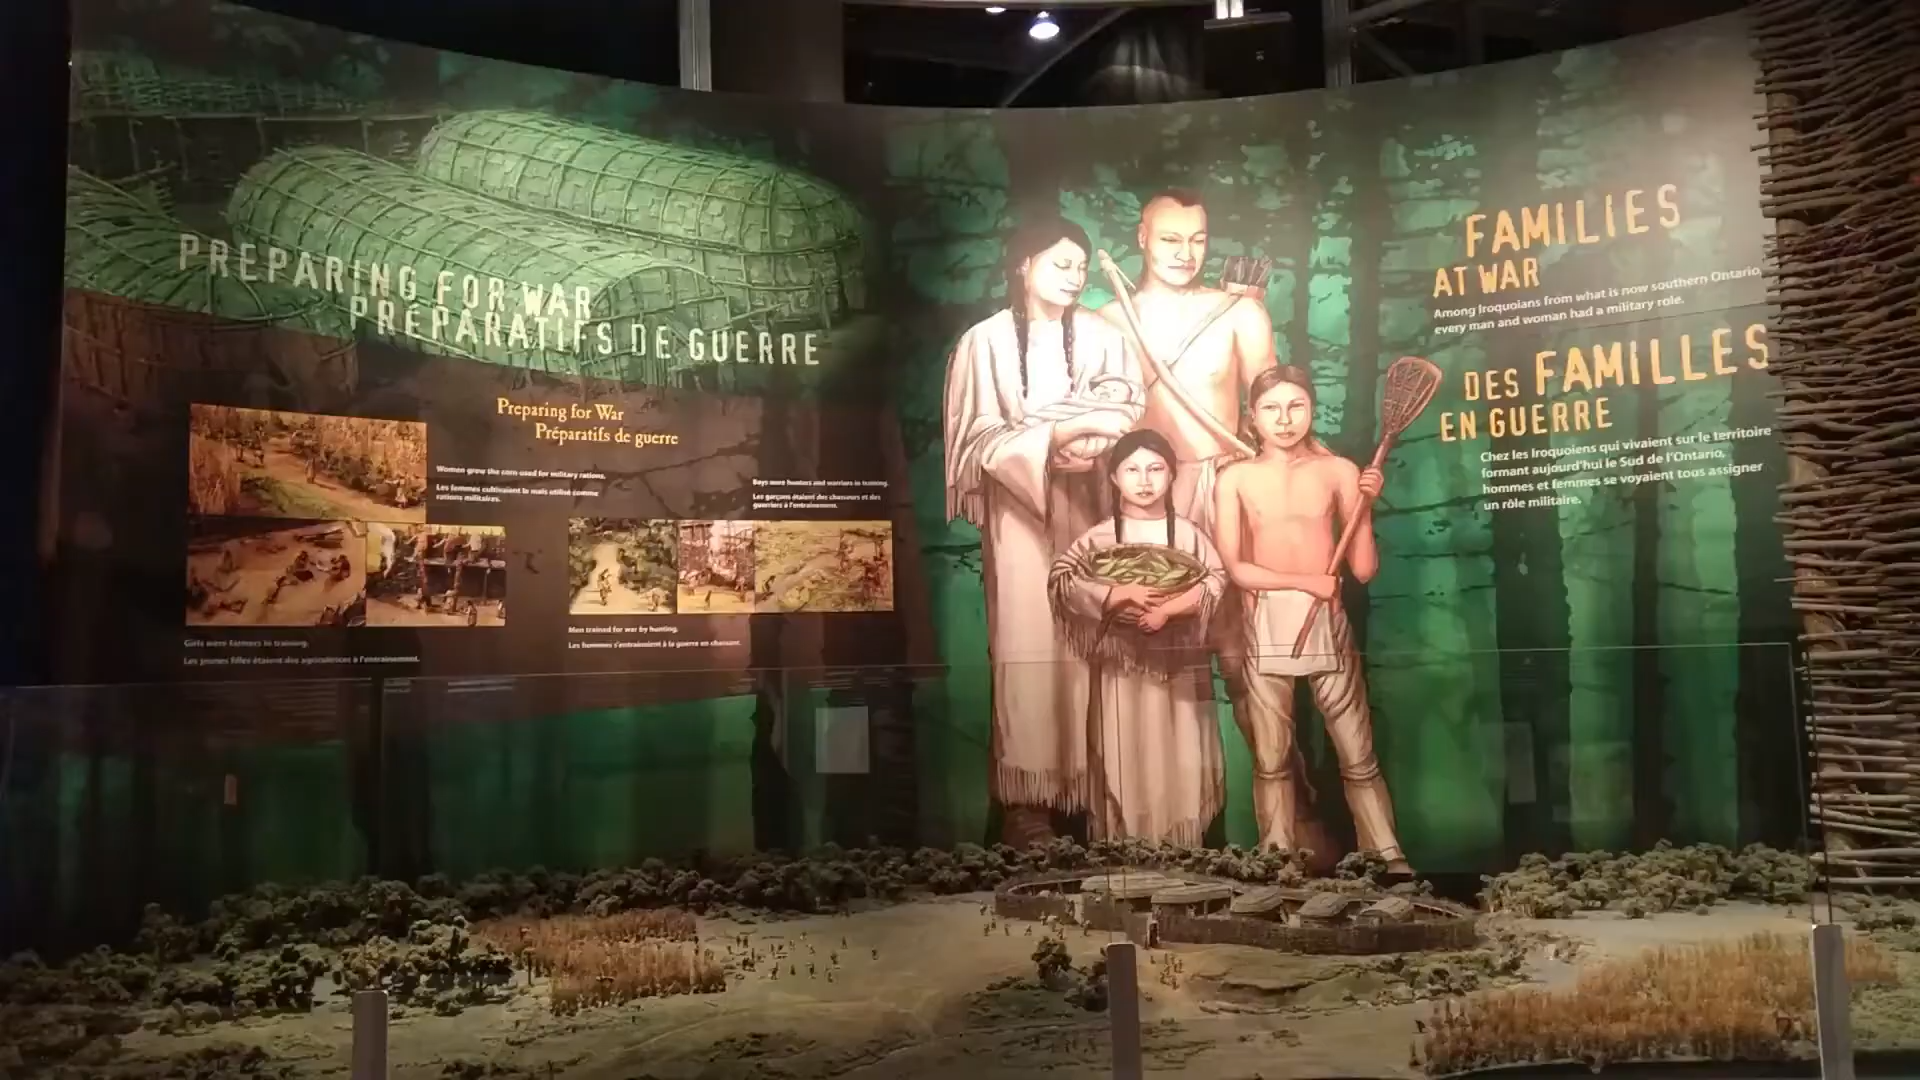 PREPARING FOR WAR
PRÉPARATIFS DE GUERRE
Preparing for War
Préparatifs de guerre
Women grew the corn used for military rations.
Les femmes cultivaient le maïs utilisé comme
rations militaires.
Boys were hunters and warriors in training.
Les garçons étaient des chasseurs et des
guerriers à l'entraînement.
Girls were farmers in training.
Les jeunes filles étaient des agricultrices à l'entraînement.
Men trained for war by hunting.
Les hommes s'entraînaient à la guerre en chassant.
FAMILIES
AT WAR
Among Iroquoians from what is now southern Ontario,
every man and woman had a military role.
DES FAMILLES
EN GUERRE
Chez les Iroquoiens qui vivaient sur le territoire
formant aujourd'hui le Sud de l'Ontario,
hommes et femmes se voyaient tous assigner
un rôle militaire.